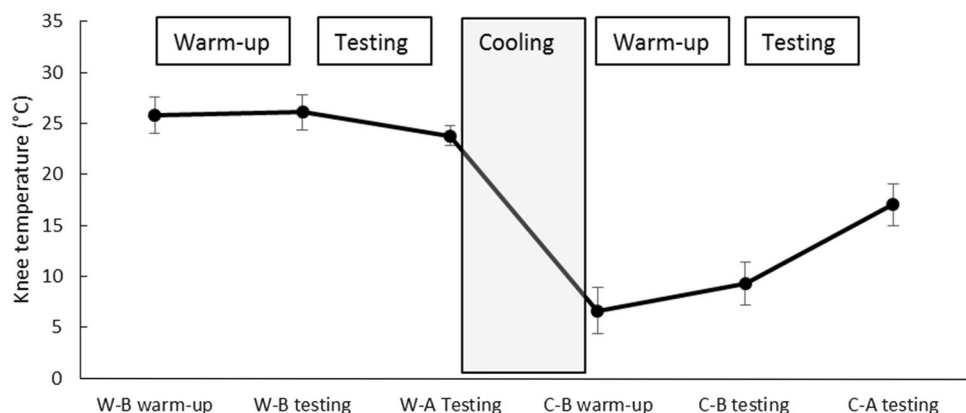 35
30
25
20
15
10
5
0
Knee temperature (°C)
Warm-up
Testing
Cooling
Warm-up
Testing
W-B warm-up
W-B testing
W-A Testing
C-B warm-up
C-B testing
C-A testing